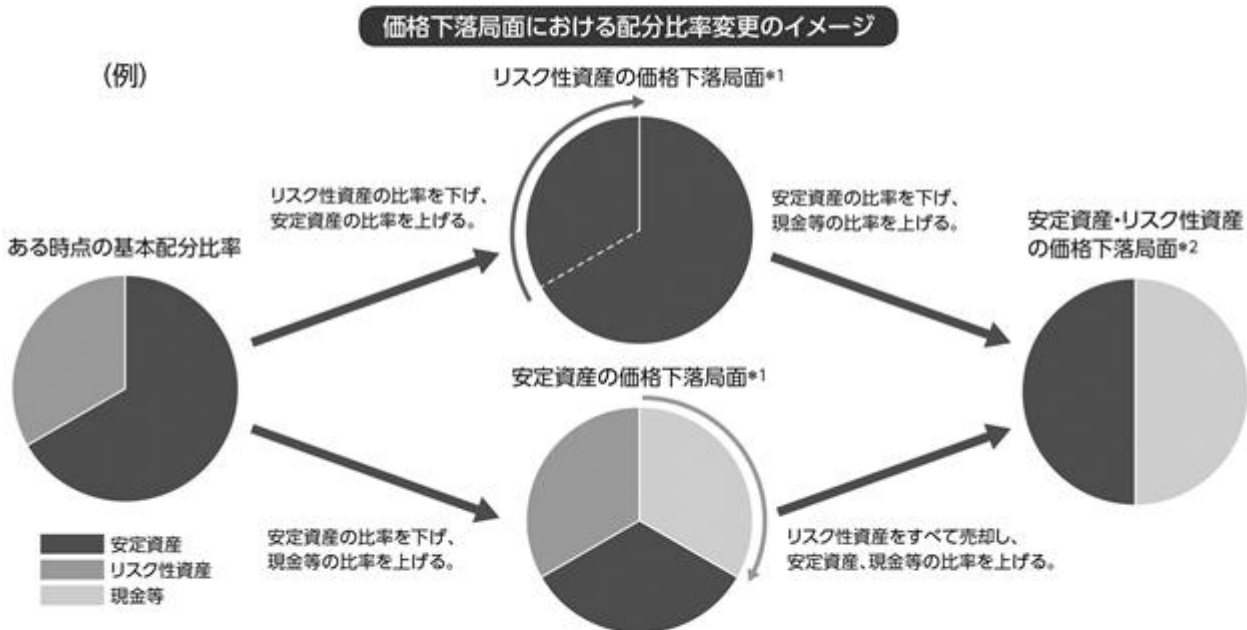 価格下落局面における配分比率変更のイメージ
(例)
リスク性資産の価格下落局面*1
リスク性資産の比率を下げ、
安定資産の比率を上げる。
安定資産の比率を下げ、
現金等の比率を上げる。
ある時点の基本配分比率
安定資産・リスク性資産
の価格下落局面*2
安定資産の価格下落局面*1
安定資産
リスク性資産
現金等
安定資産の比率を下げ、
現金等の比率を上げる。
リスク性資産をすべて売却し、
安定資産、現金等の比率を上げる。